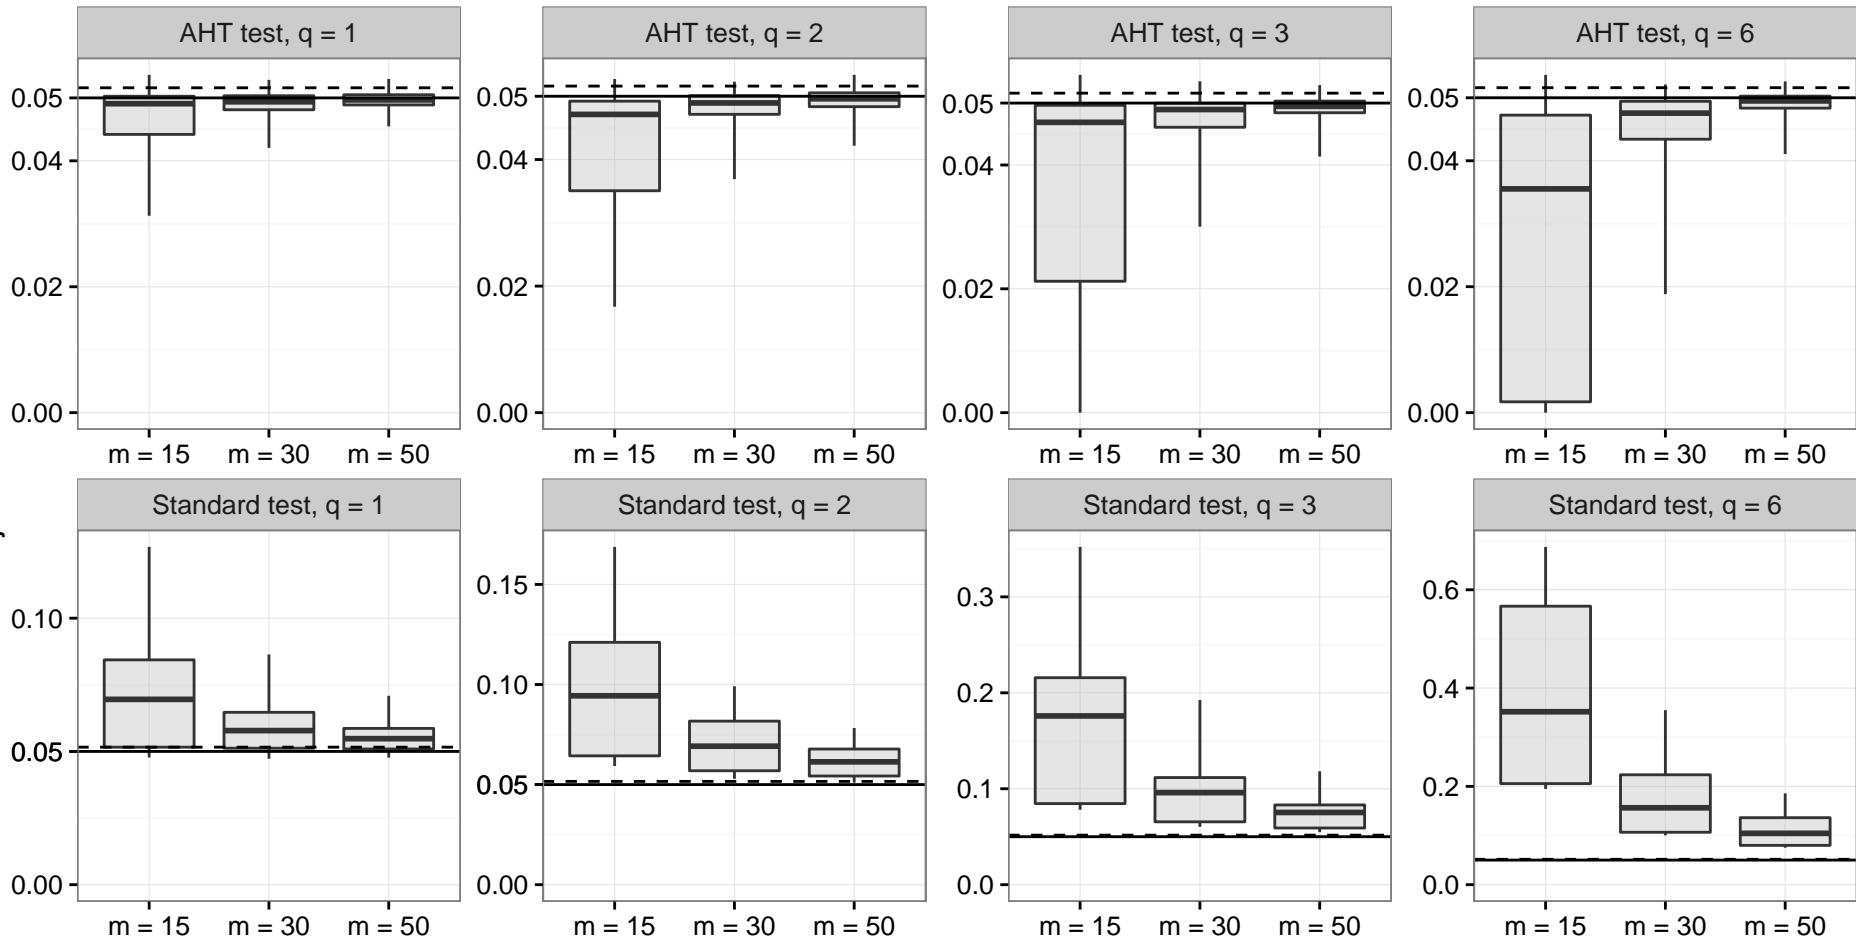 AHT test, q = 1
AHT test, q = 2
AHT test, q = 3
AHT test, q = 6
0.05
0.04
0.02
0.00
0.05
0.04
0.02
0.00
0.05
0.04
0.02
0.00
0.05
0.04
0.02
0.00
m = 15 m = 30 m = 50
m = 15 m = 30 m = 50
m = 15 m = 30 m = 50
m = 15 m = 30 m = 50
Standard test, q = 1
Standard test, q = 2
Standard test, q = 3
Standard test, q = 6
0.10
0.05
0.00
0.15
0.10
0.05
0.00
0.3
0.2
0.1
0.0
0.6
0.4
0.2
0.0
m = 15 m = 30 m = 50
m = 15 m = 30 m = 50
m = 15 m = 30 m = 50
m = 15 m = 30 m = 50